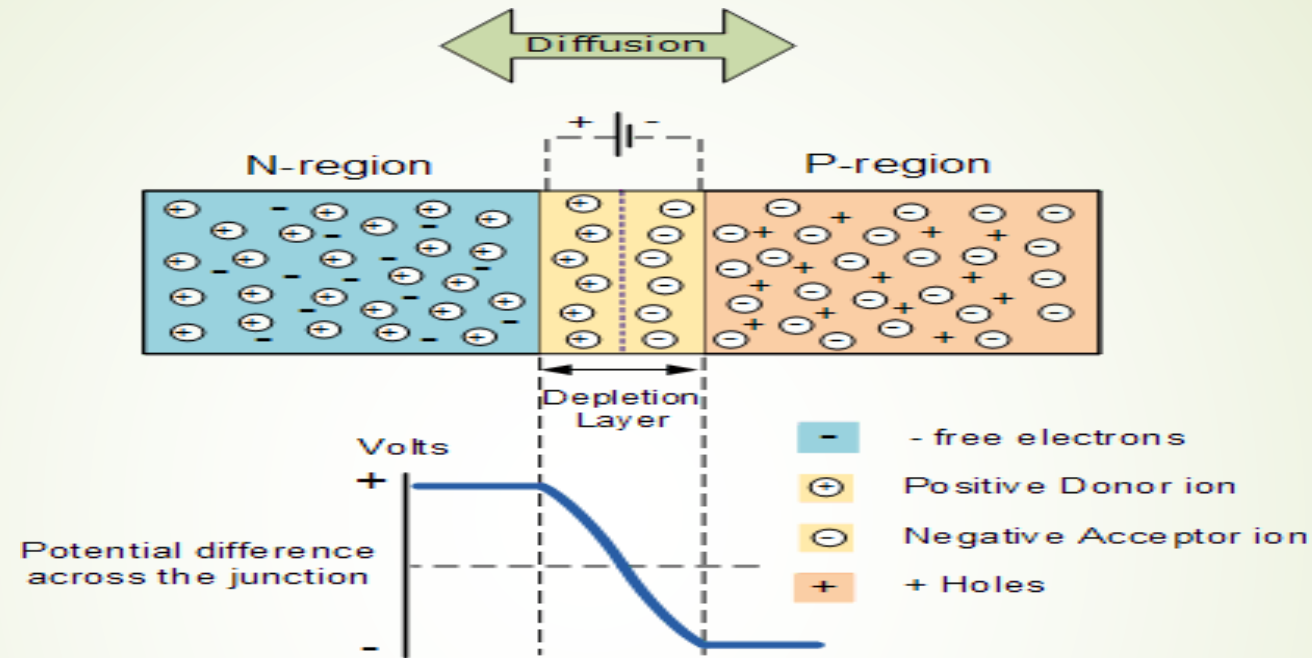 Diffusion
+ -
N-region
P-region
Depletion
Layer
Volts
+
Potential difference
across the junction
-
- - free electrons
+ Positive Donor ion
- Negative Acceptor ion
+ + Holes